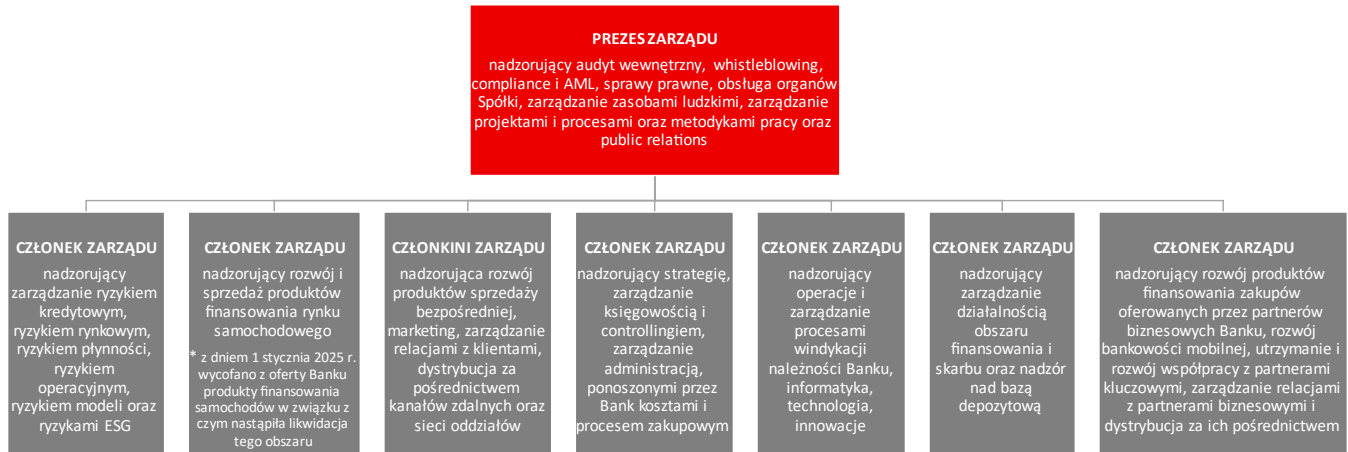 PREZES ZARZĄDU
nadzorujący audyt wewnętrzny, whistleblowing,
compliance i AML, sprawy prawne, obsługa organów
Spółki, zarządzanie zasobami ludzkimi, zarządzanie
projektami i procesami oraz metodykami pracy oraz
public relations
CZŁONEK ZARZĄDU
nadzorujący
zarządzanie ryzykiem
kredytowym,
ryzykiem rynkowym,
ryzykiem płynności,
ryzykiem
operacyjnym,
ryzykiem modeli oraz
ryzykami ESG
CZŁONEK ZARZĄDU
nadzorujący rozwój i
sprzedaż produktów
finansowania rynku
samochodowego
* z dniem 1 stycznia 2025 r.
wycofano z oferty Banku
produkty finansowania
samochodów w związku z
czym nastąpiła likwidacja
tego obszaru
CZŁONKINI ZARZĄDU
nadzorująca rozwój
produktów sprzedaży
bezpośredniej,
marketing, zarządzanie
relacjami z klientami,
dystrybucja za
pośrednictwem
kanałów zdalnych oraz
sieci oddziałów
CZŁONEK ZARZĄDU
nadzorujący strategię,
zarządzanie
księgowością i
controllingiem,
zarządzanie
administracją,
ponoszonymi przez
Bank kosztami i
procesem zakupowym
CZŁONEK ZARZĄDU
nadzorujący
operacje i
zarządzanie
procesami
windykacji
należności Banku,
informatyka,
technologia,
innowacje
CZŁONEK ZARZĄDU
nadzorujący
zarządzanie
działalnością
obszaru
finansowania i
skarbu oraz nadzór
nad bazą
depozytową
CZŁONEK ZARZĄDU
nadzorujący rozwój produktów
finansowania zakupów
oferowanych przez partnerów
biznesowych Banku, rozwój
bankowości mobilnej, utrzymanie i
rozwój współpracy z partnerami
kluczowymi, zarządzanie relacjami
z partnerami biznesowymi i
dystrybucja za ich pośrednictwem